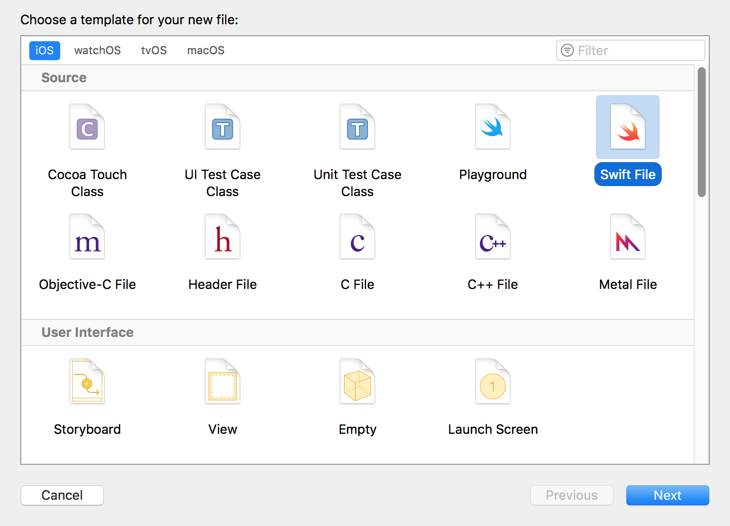 Choose a template for your new file:
iOS watchOS tvOS macOS Filter
Source
C T T
Cocoa Touch Class
UI Test Case Class
Unit Test Case Class
Playground
Swift File
m h c C++
Objective-C File
Header File
C File
C++ File
Metal File
User Interface
1
Storyboard
View
Empty
Launch Screen
Cancel Previous Next